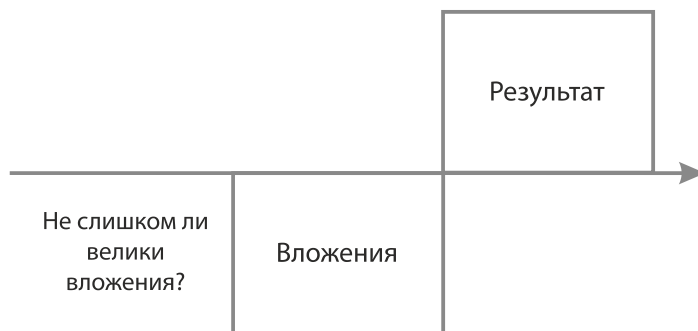 Результат
Не слишком ли
велики
вложения?
Вложения